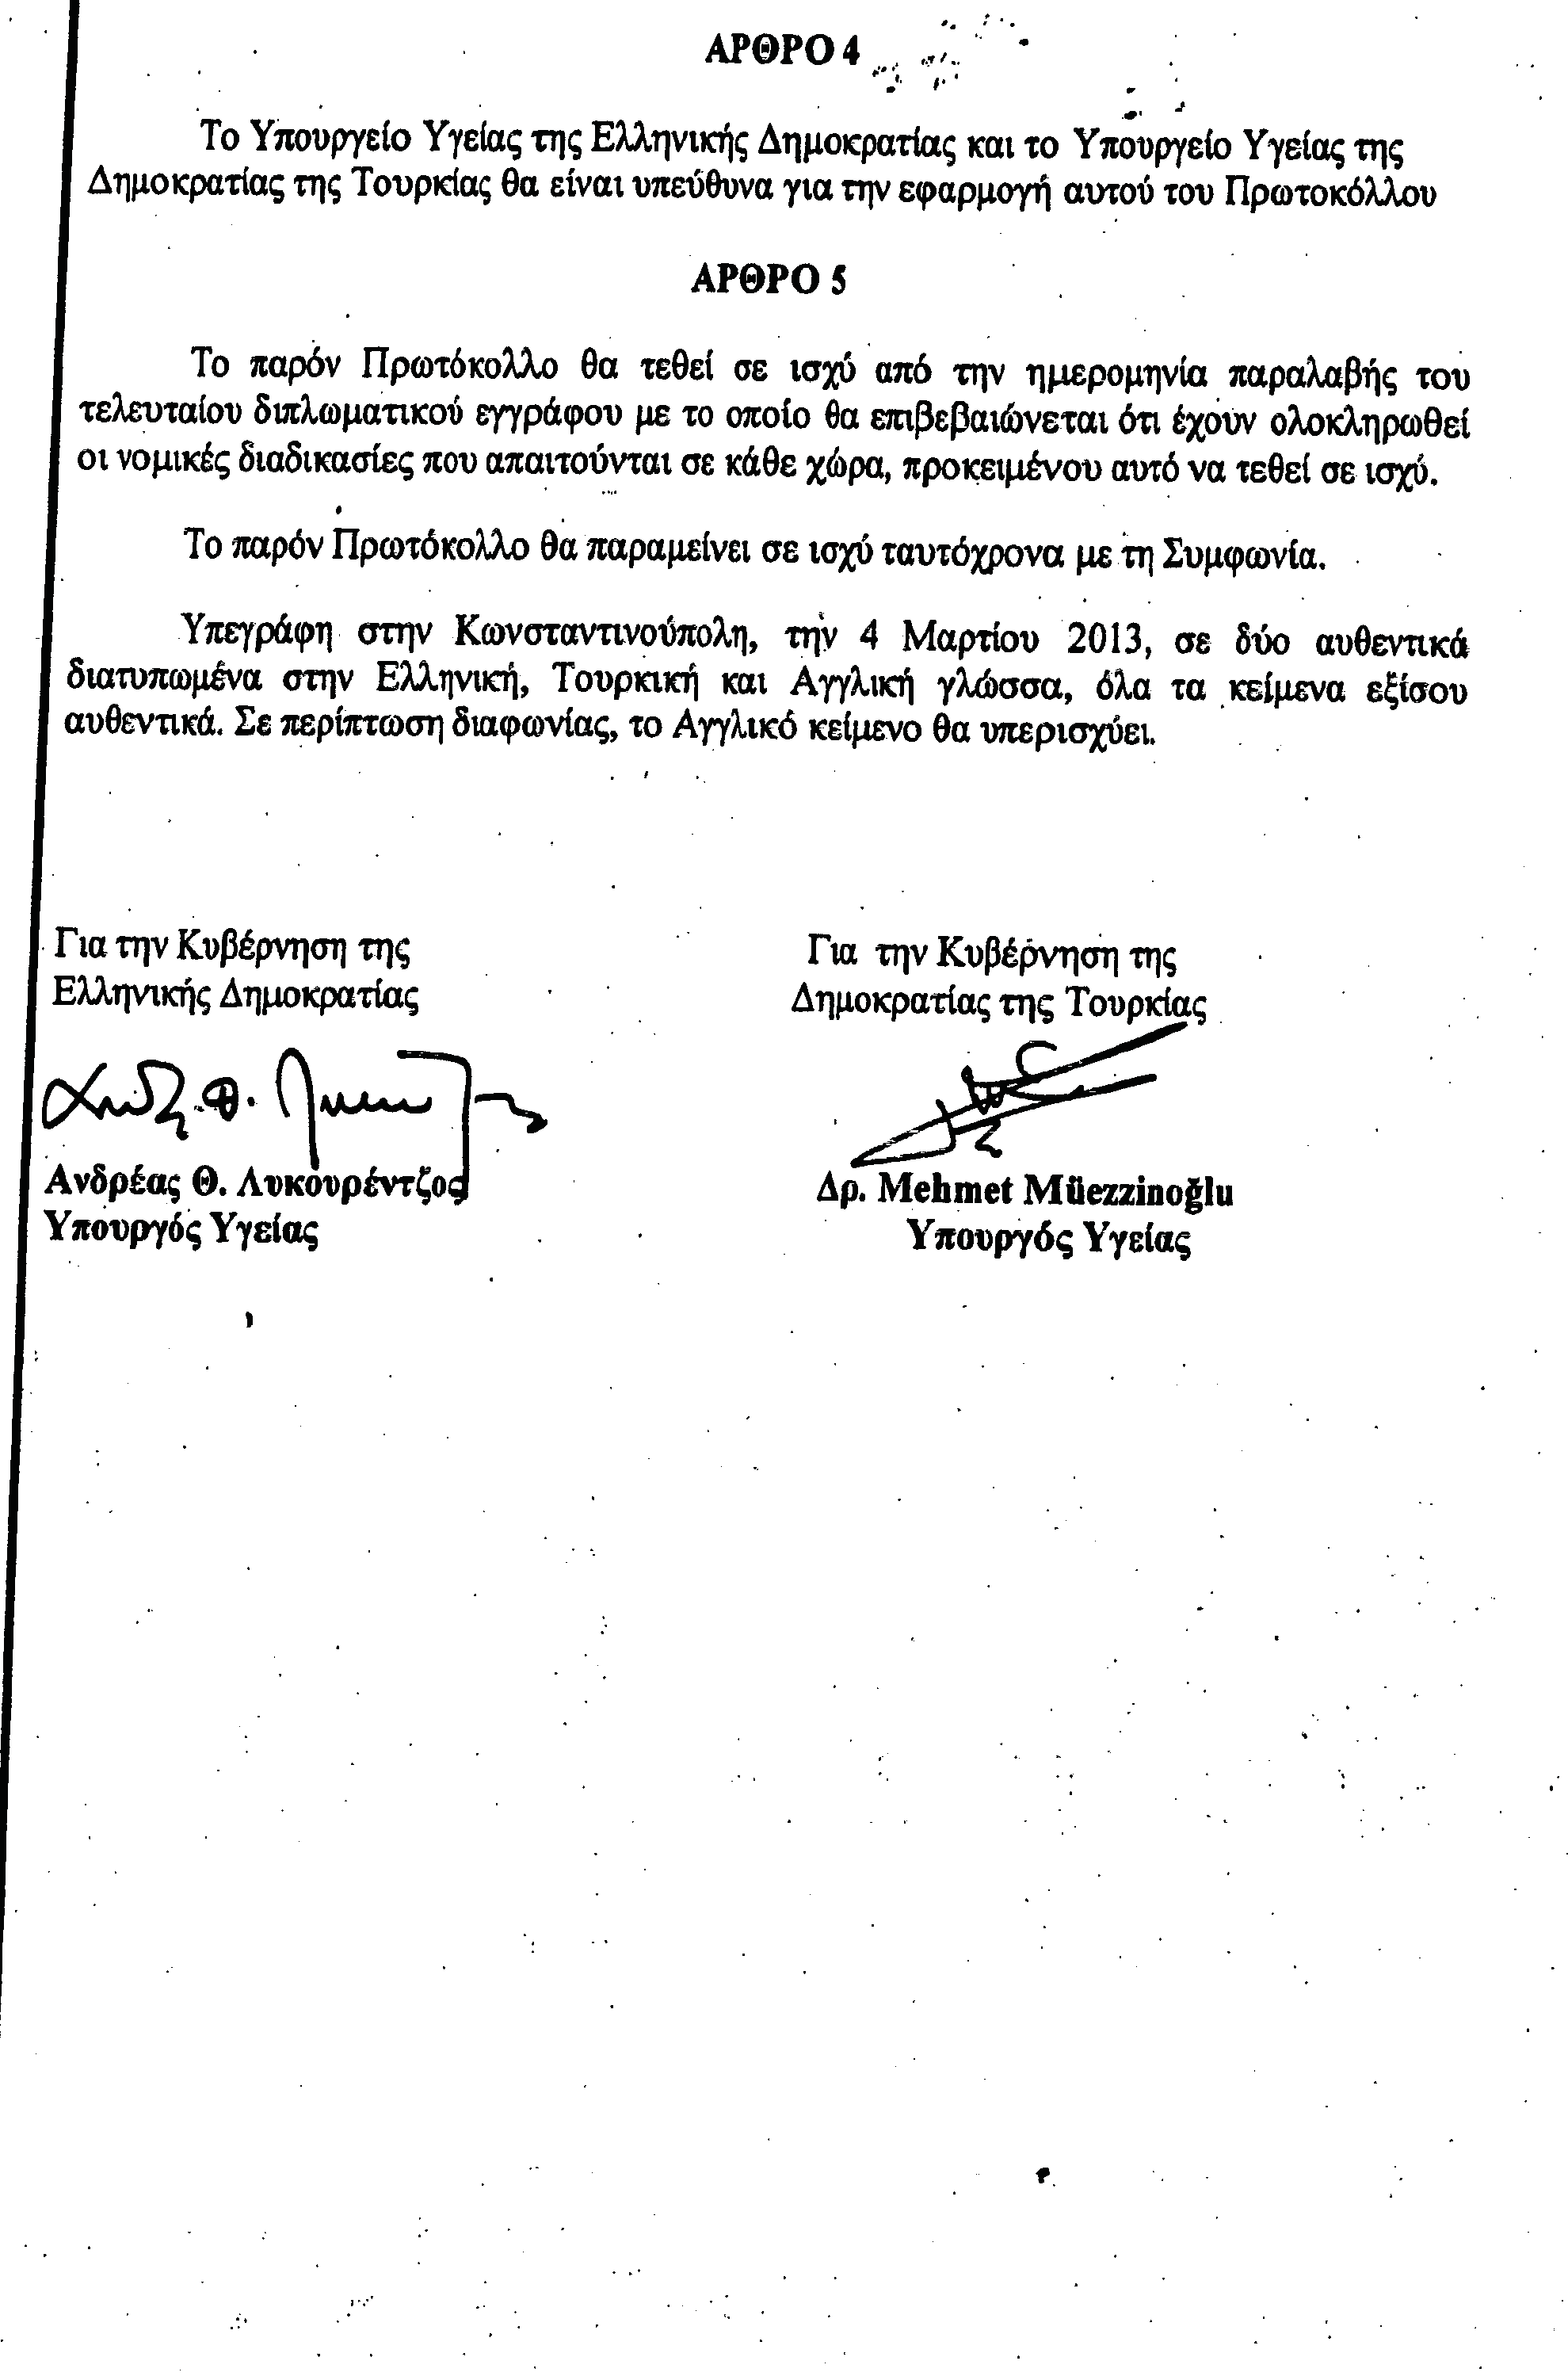 ΑΡΘΡΟ 4
Το Υπουργείο Υγείας της Ελληνικής Δημοκρατίας και το Υπουργείο Υγείας της
Δημοκρατίας της Τουρκίας θα είναι υπεύθυνα για την εφαρμογή αυτού του Πρωτοκόλλου
ΑΡΘΡΟ 5
Το παρόν Πρωτόκολλο θα τεθεί σε ισχύ από την ημερομηνία παραλαβής του
τελευταίου διπλωματικού εγγράφου με το οποίο θα επιβεβαιώνεται ότι έχουν ολοκληρωθεί
οι νομικές διαδικασίες που απαιτούνται σε κάθε χώρα, προκειμένου αυτό να τεθεί σε ισχύ.
Το παρόν Πρωτόκολλο θα παραμείνει σε ισχύ ταυτόχρονα με τη Συμφωνία.
Υπεγράφη στην Κωνσταντινούπολη, την 4 Μαρτίου 2013, σε δύο αυθεντικά
διατυπωμένα στην Ελληνική, Τουρκική και Αγγλική γλώσσα, όλα τα κείμενα εξίσου
αυθεντικά. Σε περίπτωση διαφωνίας, το Αγγλικό κείμενο θα υπερισχύει.
Για την Κυβέρνηση της
Ελληνικής Δημοκρατίας
Ανδρέας Θ. Λυκουρέντζος
Υπουργός Υγείας
Για την Κυβέρνηση της
Δημοκρατίας της Τουρκίας
Δρ. Mehmet Müezzinoğlu
Υπουργός Υγείας